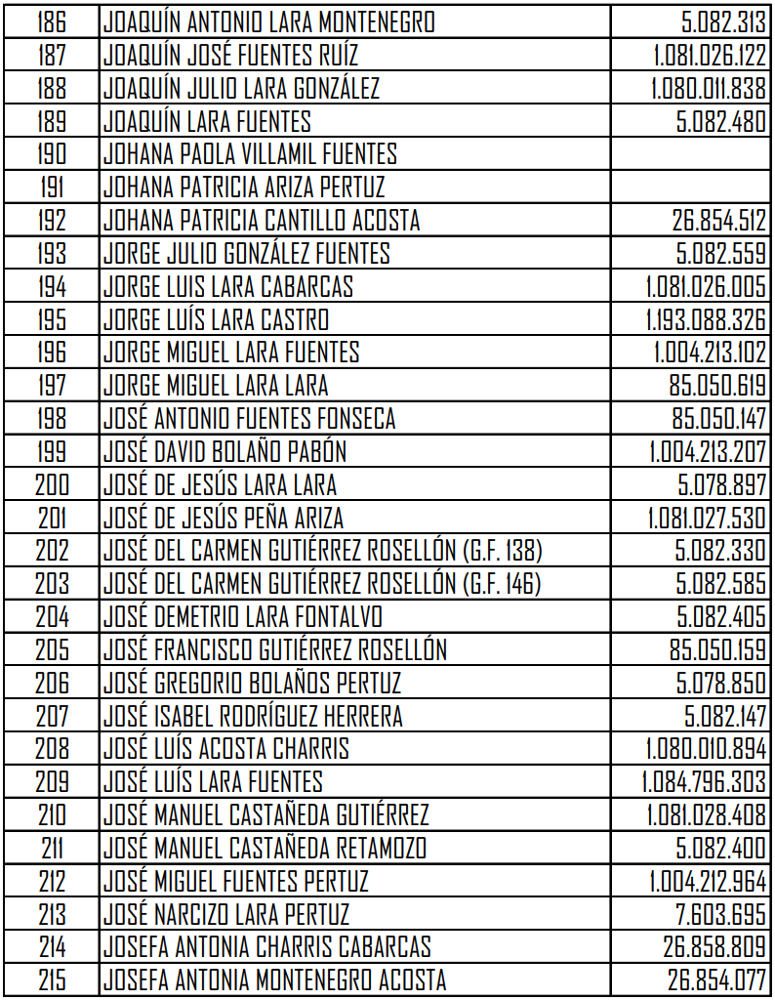 186 JOAQUÍN ANTONIO LARA MONTENEGRO 5.082.313
187 JOAQUÍN JOSÉ FUENTES RUÍZ 1.081.026.122
188 JOAQUÍN JULIO LARA GONZÁLEZ 1.080.011.838
189 JOAQUÍN LARA FUENTES 5.082.480
190 JOHANA PAOLA VILLAMIL FUENTES
191 JOHANA PATRICIA ARIZA PERTUZ
192 JOHANA PATRICIA CANTILLO ACOSTA 26.854.512
193 JORGE JULIO GONZÁLEZ FUENTES 5.082.559
194 JORGE LUIS LARA CABARCAS 1.081.026.005
195 JORGE LUÍS LARA CASTRO 1.193.088.326
196 JORGE MIGUEL LARA FUENTES 1.004.213.102
197 JORGE MIGUEL LARA LARA 85.050.619
198 JOSÉ ANTONIO FUENTES FONSECA 85.050.147
199 JOSÉ DAVID BOLAÑO PABÓN 1.004.213.207
200 JOSÉ DE JESÚS LARA LARA 5.078.897
201 JOSÉ DE JESÚS PEÑA ARIZA 1.081.027.530
202 JOSÉ DEL CARMEN GUTIÉRREZ ROSELLÓN (G.F. 138) 5.082.330
203 JOSÉ DEL CARMEN GUTIÉRREZ ROSELLÓN (G.F. 146) 5.082.585
204 JOSÉ DEMETRIO LARA FONTALVO 5.082.405
205 JOSÉ FRANCISCO GUTIÉRREZ ROSELLÓN 85.050.159
206 JOSÉ GREGORIO BOLAÑOS PERTUZ 5.078.850
207 JOSÉ ISABEL RODRÍGUEZ HERRERA 5.082.147
208 JOSÉ LUÍS ACOSTA CHARRIS 1.080.010.894
209 JOSÉ LUÍS LARA FUENTES 1.084.796.303
210 JOSÉ MANUEL CASTAÑEDA GUTIÉRREZ 1.081.028.408
211 JOSÉ MANUEL CASTAÑEDA RETAMOZO 5.082.400
212 JOSÉ MIGUEL FUENTES PERTUZ 1.004.212.964
213 JOSÉ NARCIZO LARA PERTUZ 7.603.695
214 JOSEFA ANTONIA CHARRIS CABARCAS 26.858.809
215 JOSEFA ANTONIA MONTENEGRO ACOSTA 26.854.077